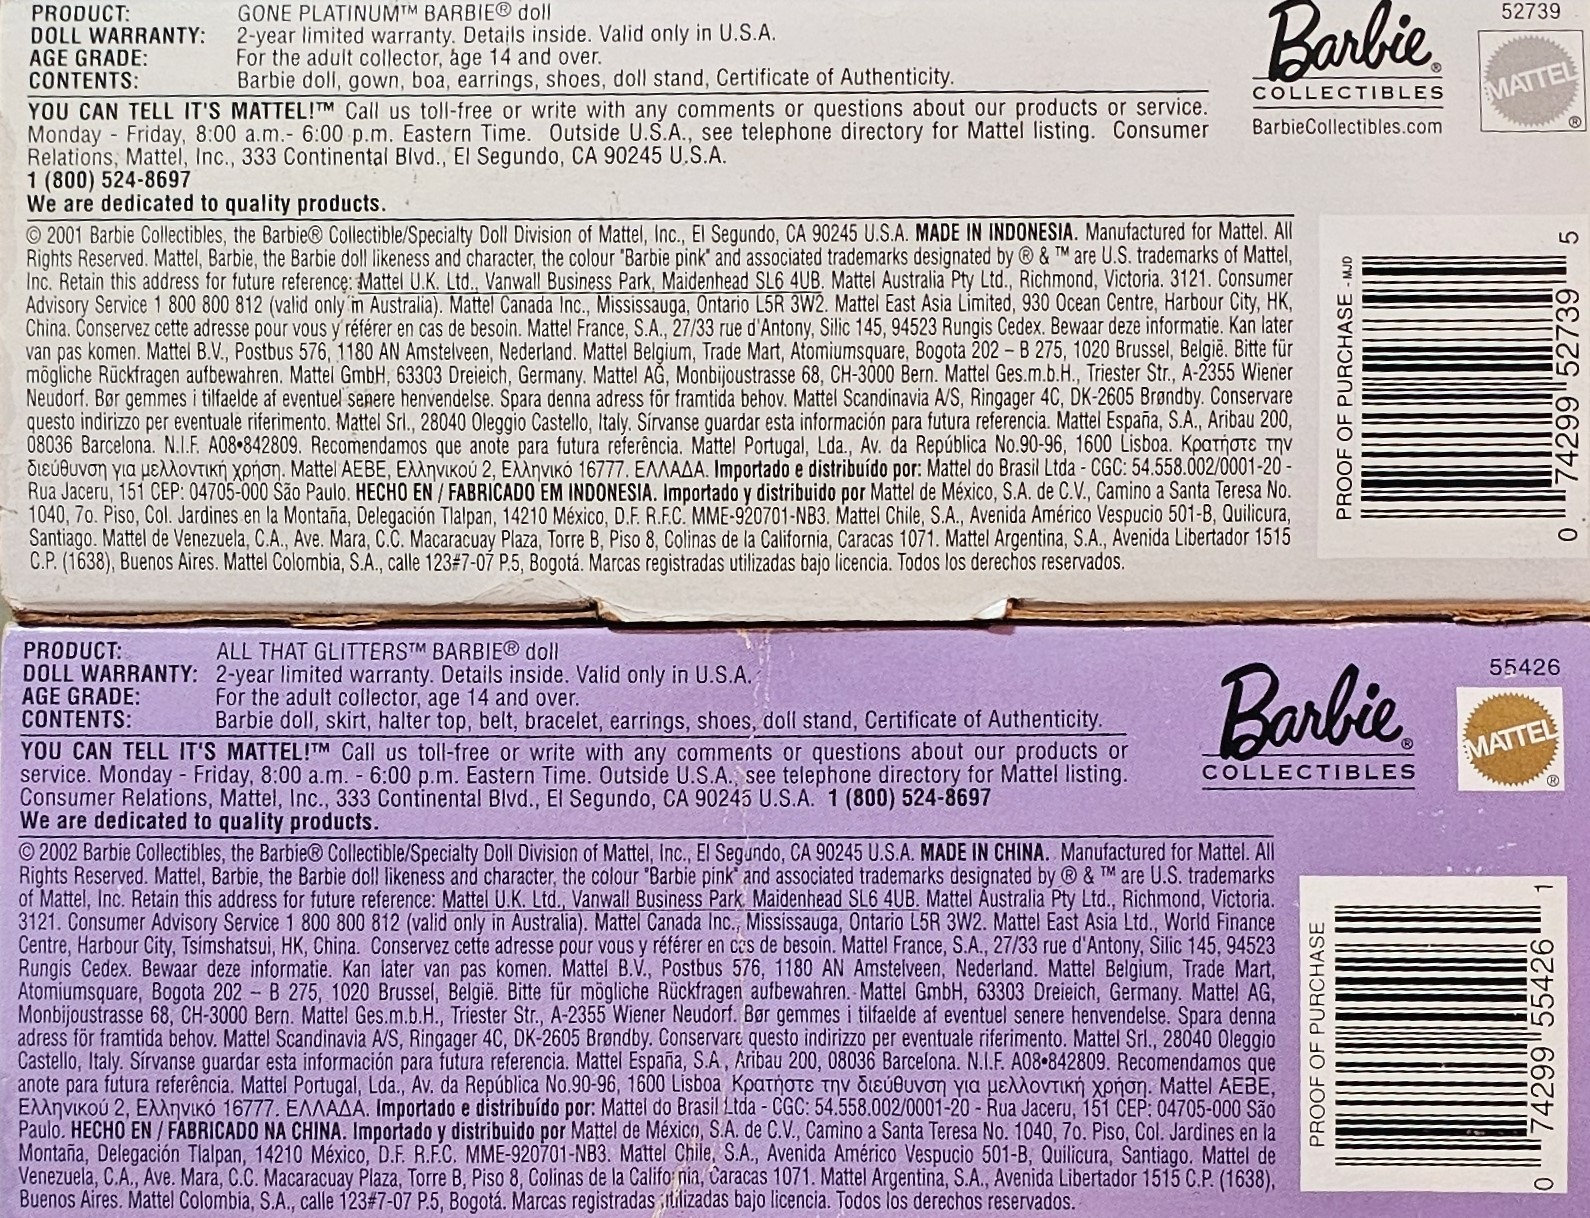 PRODUCT: GONE PLATINUM™ BARBIE® doll
DOLL WARRANTY: 2-year limited warranty. Details inside. Valid only in U.S.A.
AGE GRADE: For the adult collector, age 14 and over.
CONTENTS: Barbie doll, gown, boa, earrings, shoes, doll stand, Certificate of Authenticity.
YOU CAN TELL IT'S MATTEL!™ Call us toll-free or write with any comments or questions about our products or service.
Monday - Friday, 8:00 a.m.- 6:00 p.m. Eastern Time. Outside U.S.A., see telephone directory for Mattel listing. Consumer
Relations, Mattel, Inc., 333 Continental Blvd., El Segundo, CA 90245 U.S.A.
1 (800) 524-8697
We are dedicated to quality products.
Barbie®
COLLECTIBLES
BarbieCollectibles.com
52739
MATTEL®
© 2001 Barbie Collectibles, the Barbie® Collectible/Specialty Doll Division of Mattel, Inc., El Segundo, CA 90245 U.S.A. MADE IN INDONESIA. Manufactured for Mattel. All
Rights Reserved. Mattel, Barbie, the Barbie doll likeness and character, the colour "Barbie pink" and associated trademarks designated by ® & ™ are U.S. trademarks of Mattel,
Inc. Retain this address for future reference: Mattel U.K. Ltd., Vanwall Business Park, Maidenhead SL6 4UB. Mattel Australia Pty Ltd., Richmond, Victoria. 3121. Consumer
Advisory Service 1 800 800 812 (valid only in Australia). Mattel Canada Inc., Mississauga, Ontario L5R 3W2. Mattel East Asia Limited, 930 Ocean Centre, Harbour City, HK,
China. Conservez cette adresse pour vous y référer en cas de besoin. Mattel France, S.A., 27/33 rue d'Antony, Silic 145, 94523 Rungis Cedex. Bewaar deze informatie. Kan later
van pas komen. Mattel B.V., Postbus 576, 1180 AN Amstelveen, Nederland. Mattel Belgium, Trade Mart, Atomiumsquare, Bogota 202 – B 275, 1020 Brussel, België. Bitte für
mögliche Rückfragen aufbewahren. Mattel GmbH, 63303 Dreieich, Germany. Mattel AG, Monbijoustrasse 68, CH-3000 Bern. Mattel Ges.m.b.H., Triester Str., A-2355 Wiener
Neudorf. Bør gemmes i tilfaelde af eventuel senere henvendelse. Spara denna adress för framtida behov. Mattel Scandinavia A/S, Ringager 4C, DK-2605 Brøndby. Conservare
questo indirizzo per eventuale riferimento. Mattel Srl., 28040 Oleggio Castello, Italy. Sírvanse guardar esta información para futura referencia. Mattel España, S.A., Aribau 200,
08036 Barcelona. N.I.F. A08•842809. Recomendamos que anote para futura referência. Mattel Portugal, Lda., Av. da República No.90-96, 1600 Lisboa. Κρατήστε την
διεύθυνση για μελλοντική χρήση. Mattel AEBE, Ελληνικού 2, Ελληνικό 16777. ΕΛΛΑΔΑ. Importado e distribuído por: Mattel do Brasil Ltda - CGC: 54.558.002/0001-20 -
Rua Jaceru, 151 CEP: 04705-000 São Paulo. HECHO EN / FABRICADO EM INDONESIA. Importado y distribuido por Mattel de México, S.A. de C.V., Camino a Santa Teresa No.
1040, 7o. Piso, Col. Jardines en la Montaña, Delegación Tlalpan, 14210 México, D.F. R.F.C. MME-920701-NB3. Mattel Chile, S.A., Avenida Américo Vespucio 501-B, Quilicura,
Santiago. Mattel de Venezuela, C.A., Ave. Mara, C.C. Macaracuay Plaza, Torre B, Piso 8, Colinas de la California, Caracas 1071. Mattel Argentina, S.A., Avenida Libertador 1515
C.P. (1638), Buenos Aires. Mattel Colombia, S.A., calle 123#7-07 P.5, Bogotá. Marcas registradas utilizadas bajo licencia. Todos los derechos reservados.
PROOF OF PURCHASE -MJD
0 74299 52739 5
PRODUCT: ALL THAT GLITTERS™ BARBIE® doll
DOLL WARRANTY: 2-year limited warranty. Details inside. Valid only in U.S.A.
AGE GRADE: For the adult collector, age 14 and over.
CONTENTS: Barbie doll, skirt, halter top, belt, bracelet, earrings, shoes, doll stand, Certificate of Authenticity.
YOU CAN TELL IT'S MATTEL!™ Call us toll-free or write with any comments or questions about our products or
service. Monday - Friday, 8:00 a.m. - 6:00 p.m. Eastern Time. Outside U.S.A., see telephone directory for Mattel listing.
Consumer Relations, Mattel, Inc., 333 Continental Blvd., El Segundo, CA 90245 U.S.A. 1 (800) 524-8697
We are dedicated to quality products.
Barbie®
COLLECTIBLES
55426
MATTEL®
© 2002 Barbie Collectibles, the Barbie® Collectible/Specialty Doll Division of Mattel, Inc., El Segundo, CA 90245 U.S.A. MADE IN CHINA. Manufactured for Mattel. All
Rights Reserved. Mattel, Barbie, the Barbie doll likeness and character, the colour "Barbie pink" and associated trademarks designated by ® & ™ are U.S. trademarks
of Mattel, Inc. Retain this address for future reference: Mattel U.K. Ltd., Vanwall Business Park, Maidenhead SL6 4UB. Mattel Australia Pty Ltd., Richmond, Victoria.
3121. Consumer Advisory Service 1 800 800 812 (valid only in Australia). Mattel Canada Inc., Mississauga, Ontario L5R 3W2. Mattel East Asia Ltd., World Finance
Centre, Harbour City, Tsimshatsui, HK, China. Conservez cette adresse pour vous y référer en cas de besoin. Mattel France, S.A., 27/33 rue d'Antony, Silic 145, 94523
Rungis Cedex. Bewaar deze informatie. Kan later van pas komen. Mattel B.V., Postbus 576, 1180 AN Amstelveen, Nederland. Mattel Belgium, Trade Mart,
Atomiumsquare, Bogota 202 – B 275, 1020 Brussel, België. Bitte für mögliche Rückfragen aufbewahren. Mattel GmbH, 63303 Dreieich, Germany. Mattel AG,
Monbijoustrasse 68, CH-3000 Bern. Mattel Ges.m.b.H., Triester Str., A-2355 Wiener Neudorf. Bør gemmes i tilfaelde af eventuel senere henvendelse. Spara denna
adress för framtida behov. Mattel Scandinavia A/S, Ringager 4C, DK-2605 Brøndby. Conservare questo indirizzo per eventuale riferimento. Mattel Srl., 28040 Oleggio
Castello, Italy. Sírvanse guardar esta información para futura referencia. Mattel España, S.A., Aribau 200, 08036 Barcelona. N.I.F. A08•842809. Recomendamos que
anote para futura referência. Mattel Portugal, Lda., Av. da República No.90-96, 1600 Lisboa Κρατήστε την διεύθυνση για μελλοντική χρήση. Mattel AEBE,
Ελληνικού 2, Ελληνικό 16777. ΕΛΛΑΔΑ. Importado e distribuído por: Mattel do Brasil Ltda - CGC: 54.558.002/0001-20 - Rua Jaceru, 151 CEP: 04705-000 São
Paulo. HECHO EN / FABRICADO NA CHINA. Importado y distribuido por Mattel de México, S.A. de C.V., Camino a Santa Teresa No. 1040, 7o. Piso, Col. Jardines en la
Montaña, Delegación Tlalpan, 14210 México, D.F. R.F.C. MME-920701-NB3. Mattel Chile, S.A., Avenida Américo Vespucio 501-B, Quilicura, Santiago. Mattel de
Venezuela, C.A., Ave. Mara, C.C. Macaracuay Plaza, Torre B, Piso 8, Colinas de la California, Caracas 1071. Mattel Argentina, S.A., Avenida Libertador 1515 C.P. (1638),
Buenos Aires. Mattel Colombia, S.A., calle 123#7-07 P.5, Bogotá. Marcas registradas utilizadas bajo licencia. Todos los derechos reservados.
PROOF OF PURCHASE
0 74299 55426 1